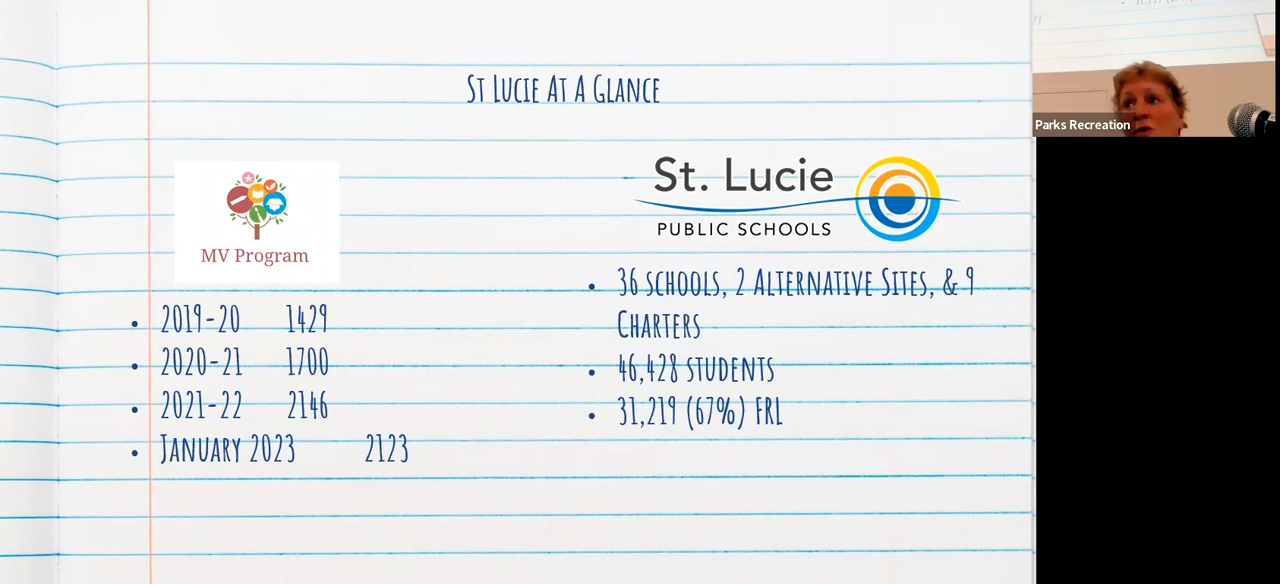 St Lucie At A Glance
MV Program
2019-20 1429
2020-21 1700
2021-22 2146
January 2023 2123
St. Lucie
PUBLIC SCHOOLS
36 schools, 2 Alternative Sites, & 9
Charters
46,428 students
31,219 (67%) FRL
Parks Recreation